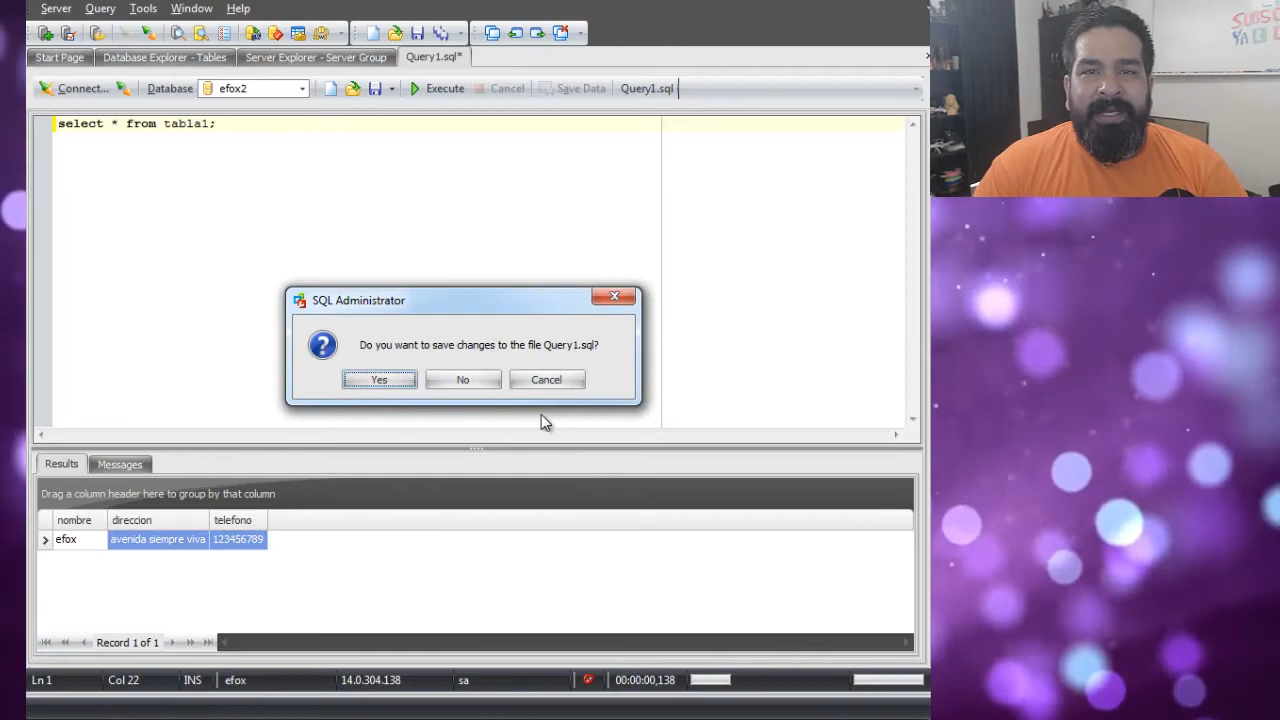 Server Query Tools Window Help
Start Page Database Explorer - Tables Server Explorer - Server Group Query1.sql*
Connect... Database efox2 Execute Cancel Save Data Query1.sql
select * from tabla1;
SQL Administrator
Do you want to save changes to the file Query1.sql?
Yes No Cancel
Results Messages
Drag a column header here to group by that column
nombre direccion telefono
efox avenida siempre viva 123456789
Record 1 of 1
Ln 1 Col 22 INS efox 14.0.304.138 sa 00:00:00,138